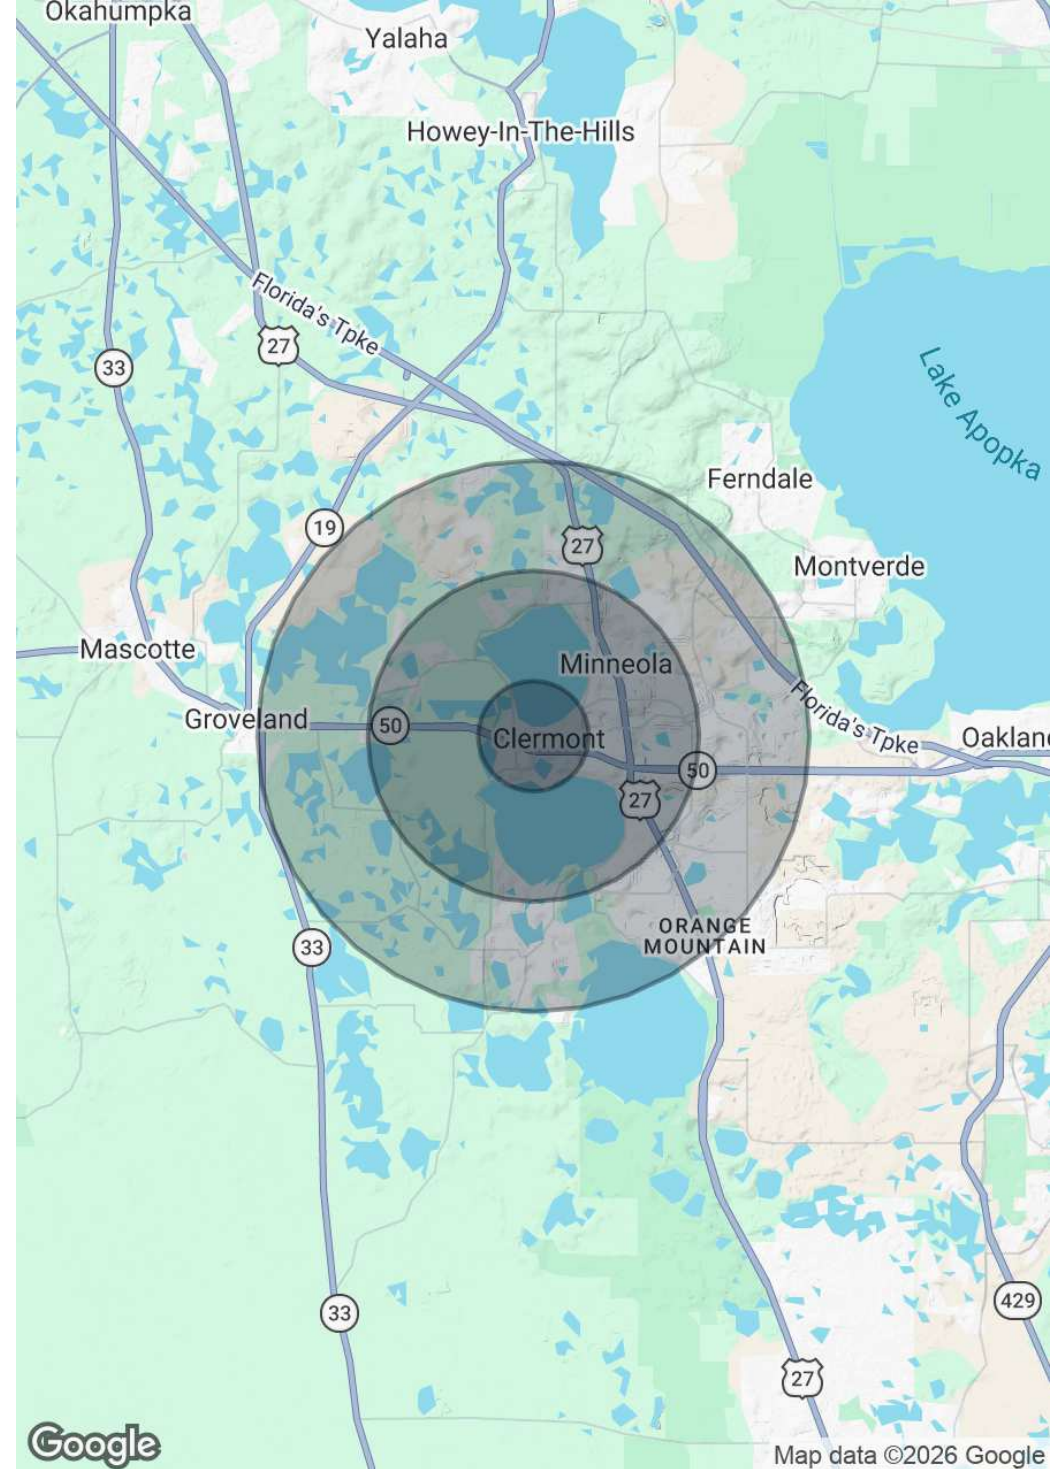 Okahumpka
Yalaha
Howey-In-The-Hills
Florida's Tpke
27
33
Lake Apopka
Ferndale
19
27
Montverde
Mascotte
Minneola
Groveland
50
Clermont
Florida's Tpke
Oakland
50
27
ORANGE
MOUNTAIN
33
429
33
27
Google
Map data ©2026 Google